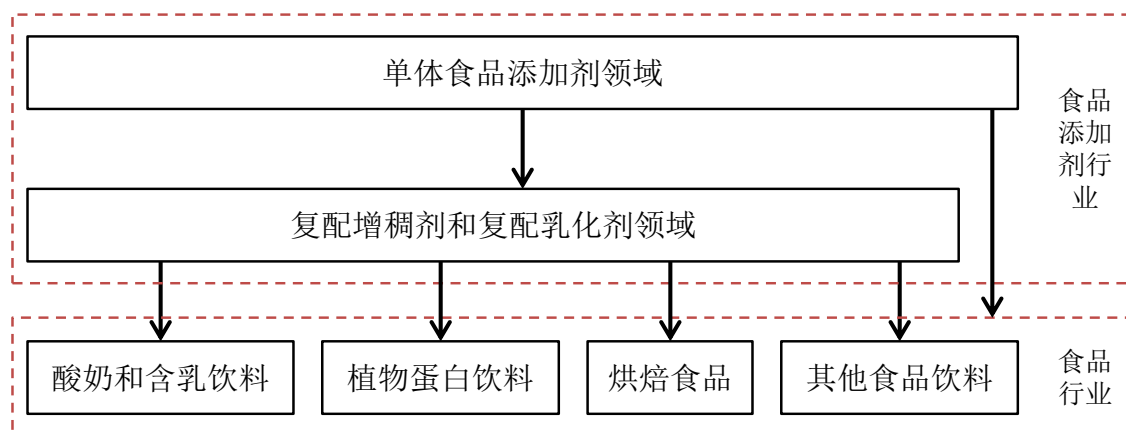 单体食品添加剂领域
食品
添加
剂行
业
复配增稠剂和复配乳化剂领域
酸奶和含乳饮料
植物蛋白饮料
烘焙食品
其他食品饮料
食品
行业